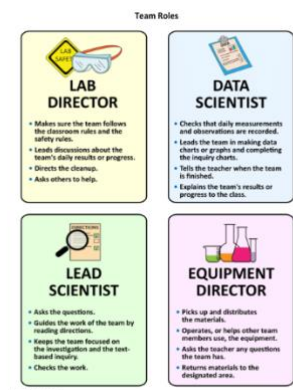 Team Roles
LAB
SAFETY
LAB
DIRECTOR
• Makes sure the team follows
the classroom rules and the
safety rules.
• Leads discussions about the
team's daily results or progress.
• Directs the cleanup.
• Asks others to help.
DATA
SCIENTIST
• Checks that daily measurements
and observations are recorded.
• Leads the team in making data
charts or graphs and completing
the inquiry charts.
• Tells the teacher when the
team is finished.
• Explains the team's results or
progress to the class.
DIRECTIONS
LEAD
SCIENTIST
• Asks the questions.
• Guides the work of the team by
reading directions.
• Keeps the team focused
on the investigation and the text-
based inquiry.
• Checks the work.
EQUIPMENT
DIRECTOR
• Picks up and distributes
the materials.
• Operates, or helps other team
members use, the equipment.
• Asks the teacher any questions
the team has.
• Returns materials to the
designated area.